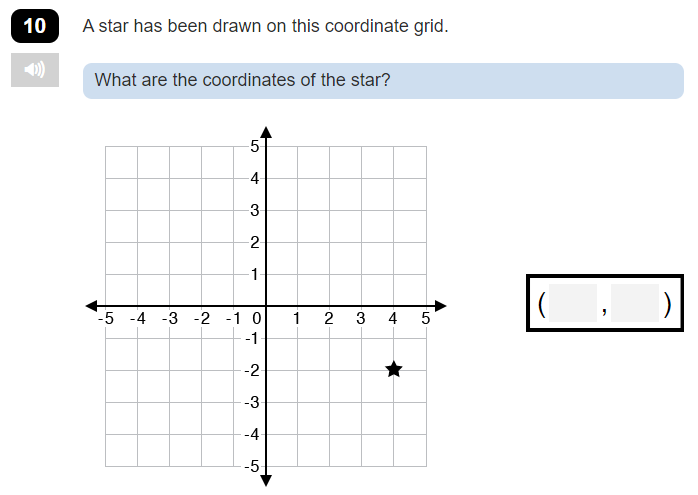 10 A star has been drawn on this coordinate grid.
What are the coordinates of the star?
5
4
3
2
1
-5 -4 -3 -2 -1 0 1 2 3 4 5
-1
-2
-3
-4
-5
( , )